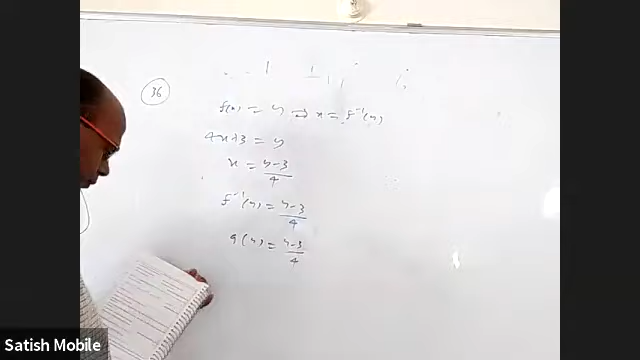 36
f(x) = y ⇒ x = f⁻¹(y)
4x+3 = y
x = y-3/4
f⁻¹(y) = y-3/4
g(y) = y-3/4
Satish Mobile